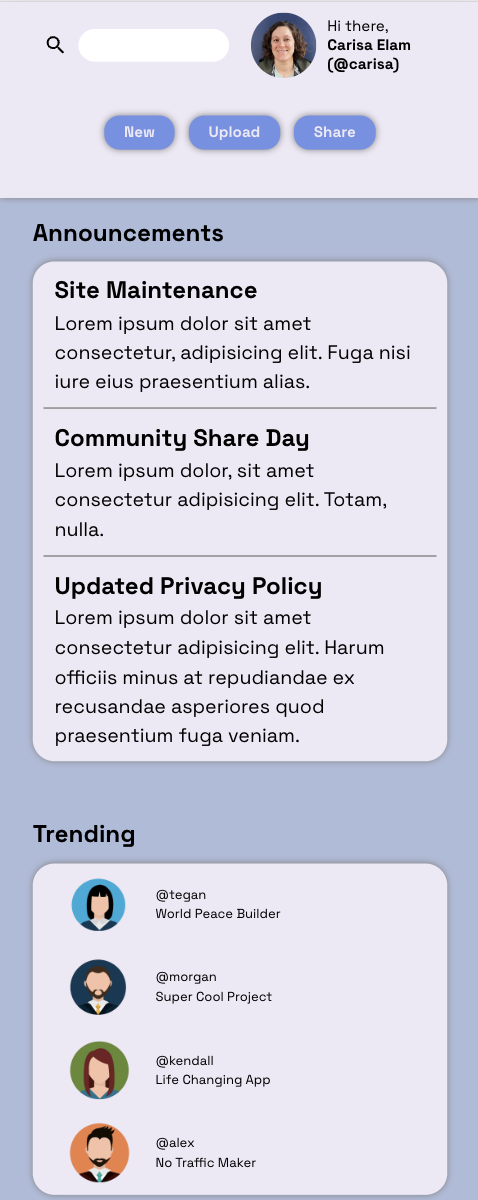 Hi there,
Carisa Elam
(@carisa)
New
Upload
Share
Announcements
Site Maintenance
Lorem ipsum dolor sit amet
consectetur, adipisicing elit. Fuga nisi
iure eius praesentium alias.
Community Share Day
Lorem ipsum dolor, sit amet
consectetur adipisicing elit. Totam,
nulla.
Updated Privacy Policy
Lorem ipsum dolor sit amet
consectetur adipisicing elit. Harum
officiis minus at repudiandae ex
recusandae asperiores quod
praesentium fuga veniam.
Trending
@tegan
World Peace Builder
@morgan
Super Cool Project
@kendall
Life Changing App
@alex
No Traffic Maker